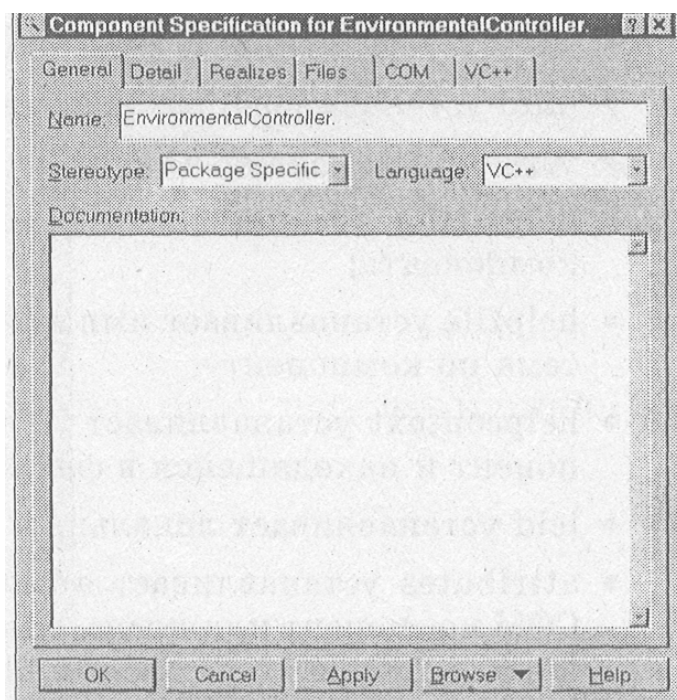 Component Specification for EnvironmentalController.
General Detail Realizes Files COM VC++
Name: EnvironmentalController.
Stereotype: Package Specific Language: VC++
Documentation:
OK Cancel Apply Browse Help